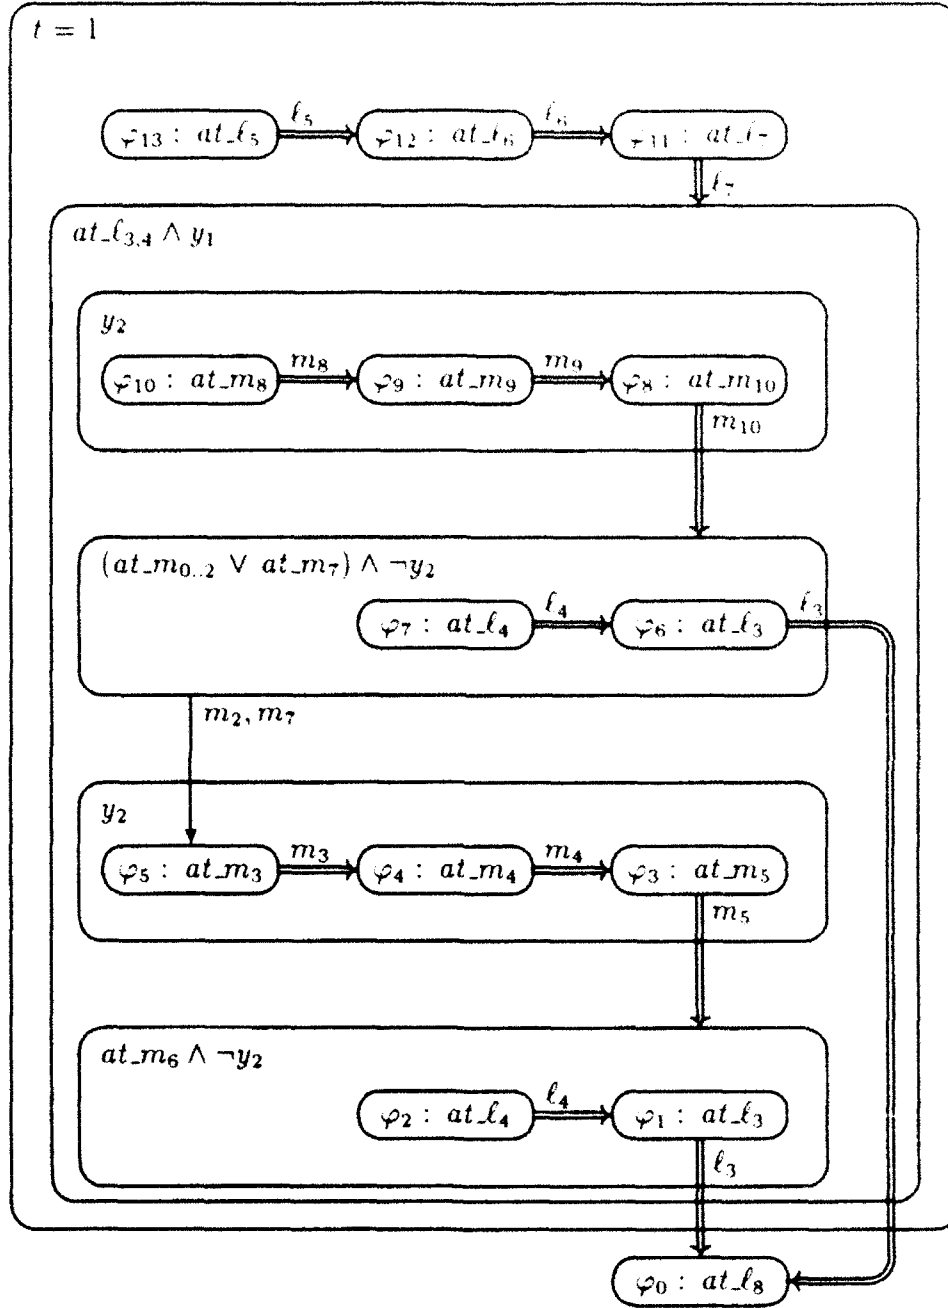 t = 1
ℓ₅ ℓ₆
φ₁₃ : at_ℓ₅ φ₁₂ : at_ℓ₆ φ₁₁ : at_ℓ₇
ℓ₇
at_ℓ₃,₄ ∧ y₁
y₂
m₈ m₉
φ₁₀ : at_m₈ φ₉ : at_m₉ φ₈ : at_m₁₀
m₁₀
(at_m₀..₂ ∨ at_m₇) ∧ ¬y₂
ℓ₄ ℓ₃
φ₇ : at_ℓ₄ φ₆ : at_ℓ₃
m₂, m₇
y₂
m₃ m₄
φ₅ : at_m₃ φ₄ : at_m₄ φ₃ : at_m₅
m₅
at_m₆ ∧ ¬y₂
ℓ₄
φ₂ : at_ℓ₄ φ₁ : at_ℓ₃
ℓ₃
φ₀ : at_ℓ₈